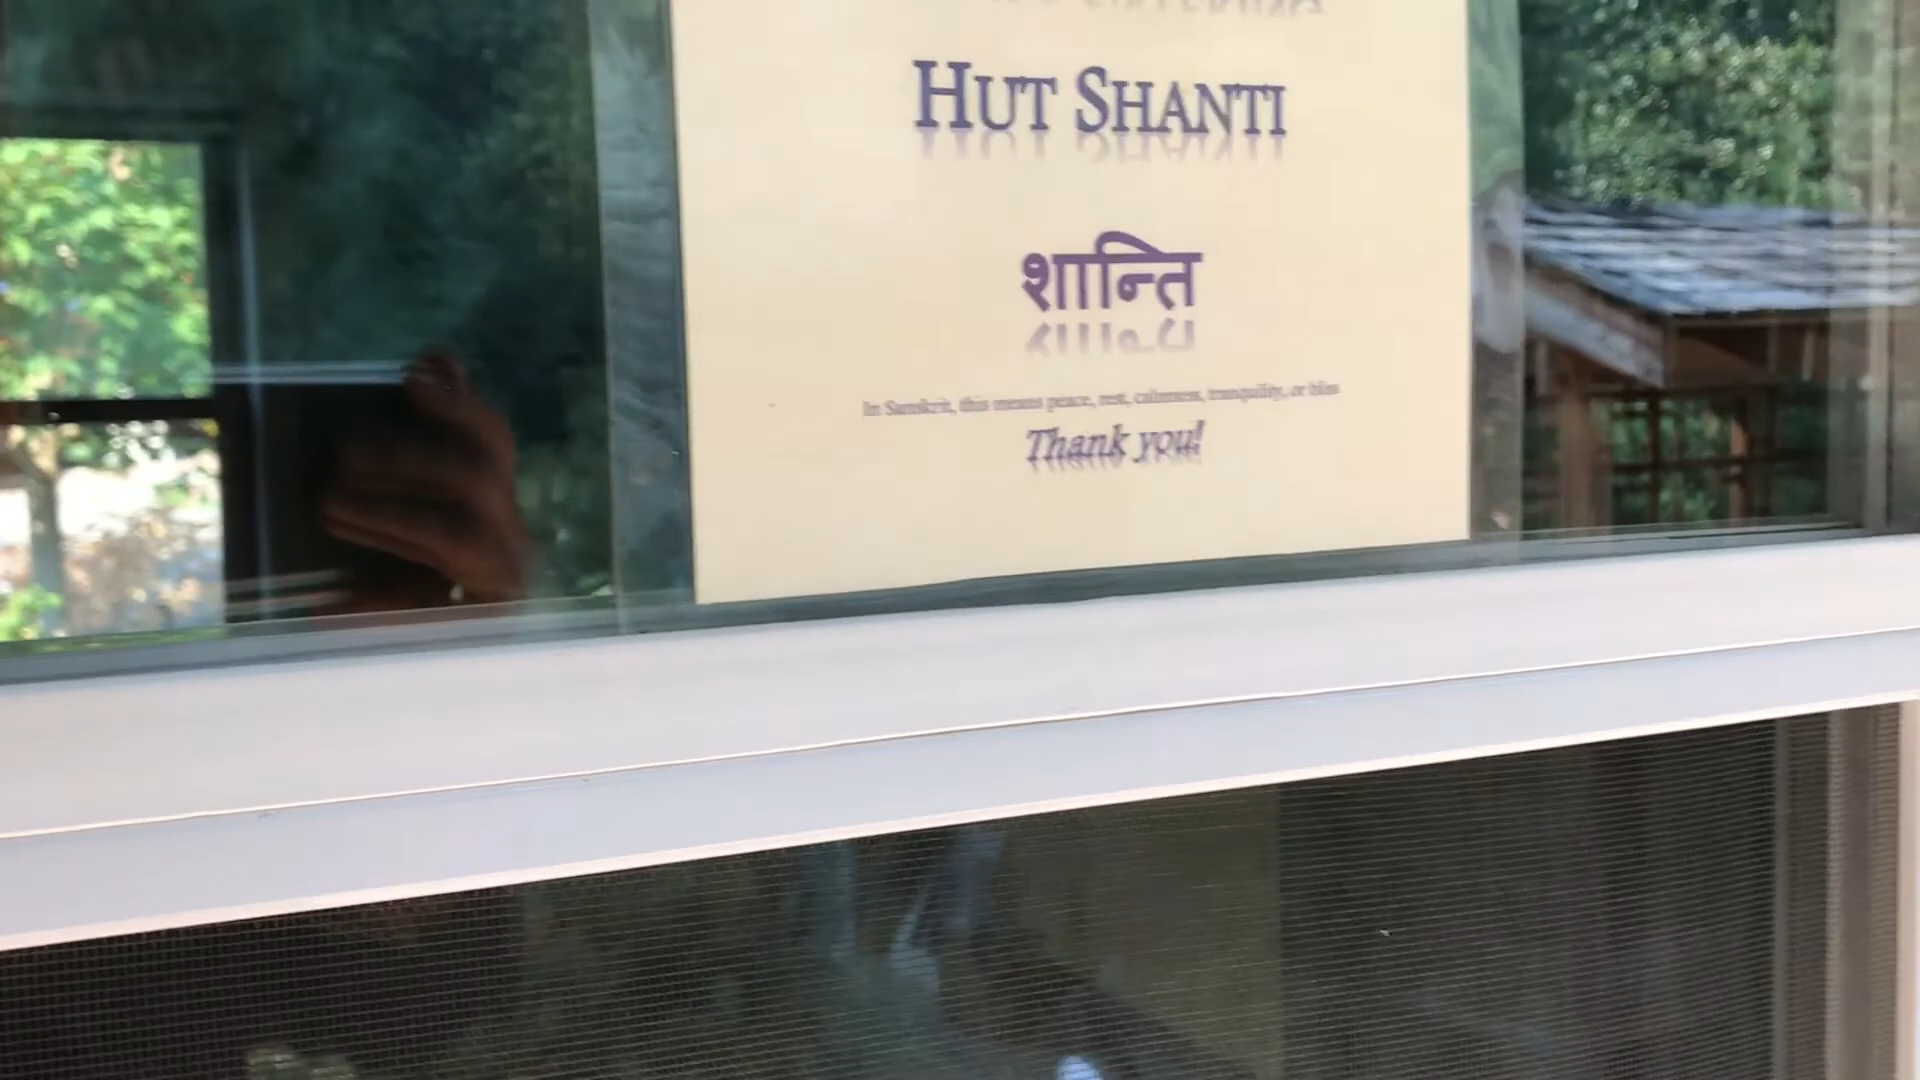 HUT SHANTI
शान्ति
In Sanskrit, this means peace, rest, calmness, tranquility, or bliss
Thank you!